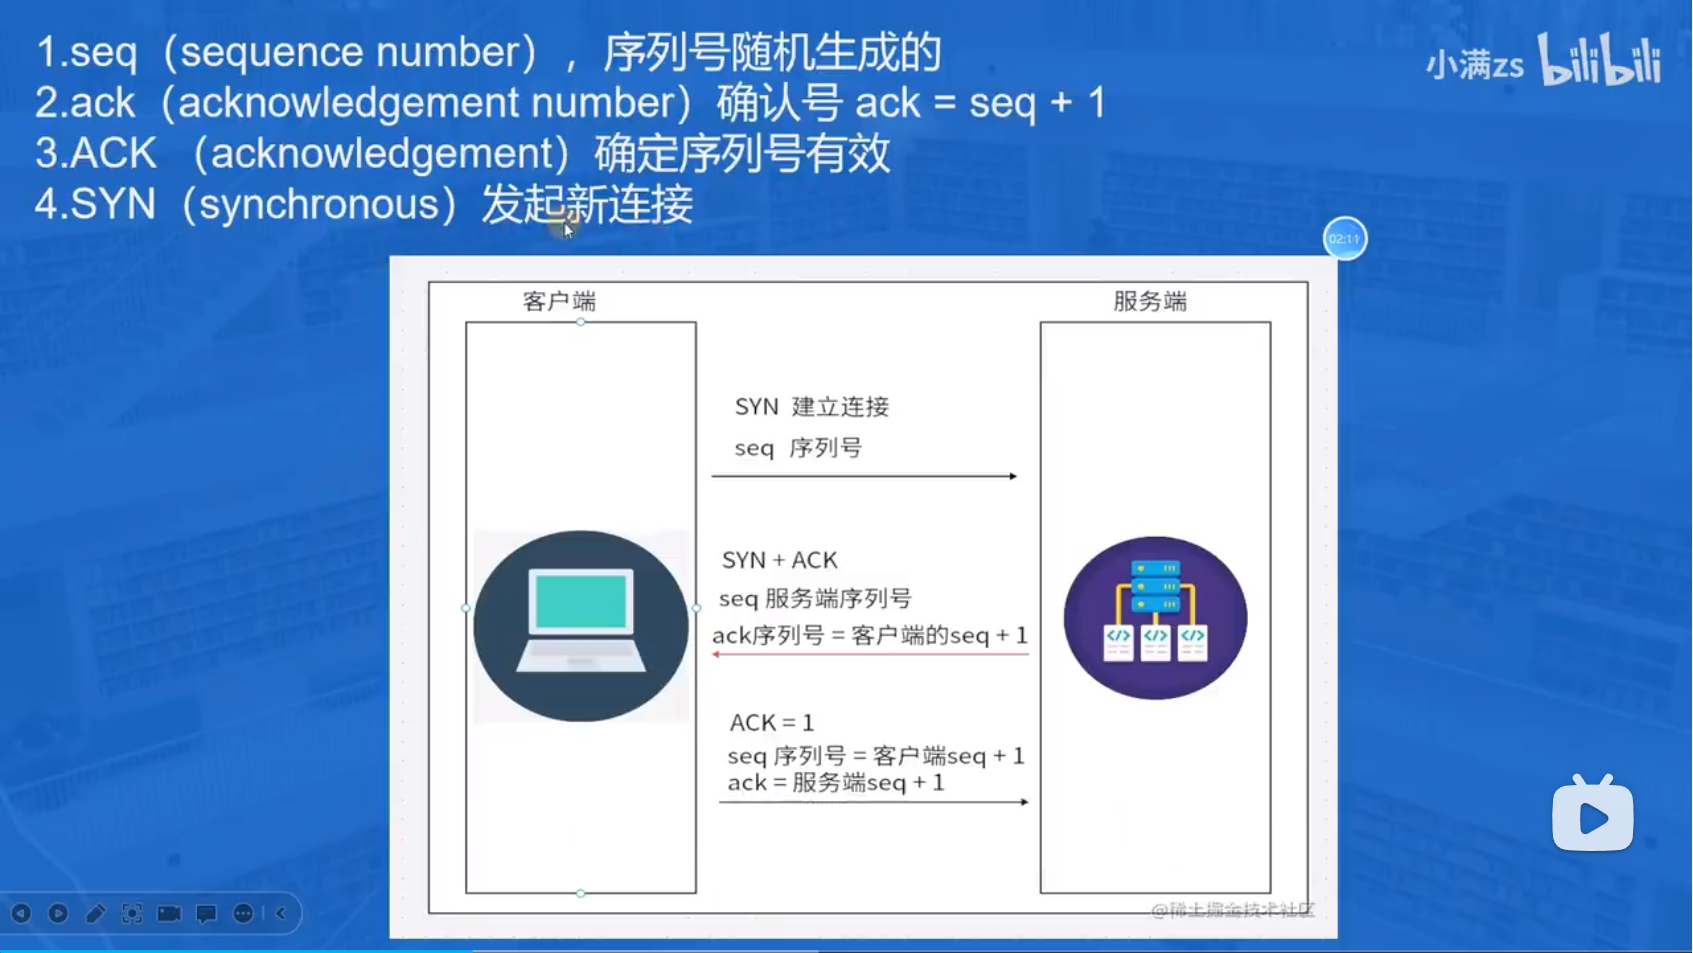 1.seq（sequence number），序列号随机生成的
2.ack（acknowledgement number）确认号 ack = seq + 1
3.ACK （acknowledgement）确定序列号有效
4.SYN（synchronous）发起新连接
小满zs bilibili
02:11
客户端
服务端
SYN 建立连接
seq 序列号
SYN + ACK
seq 服务端序列号
ack序列号 = 客户端的seq + 1
ACK = 1
seq 序列号 = 客户端seq + 1
ack = 服务端seq + 1
@稀土掘金技术社区